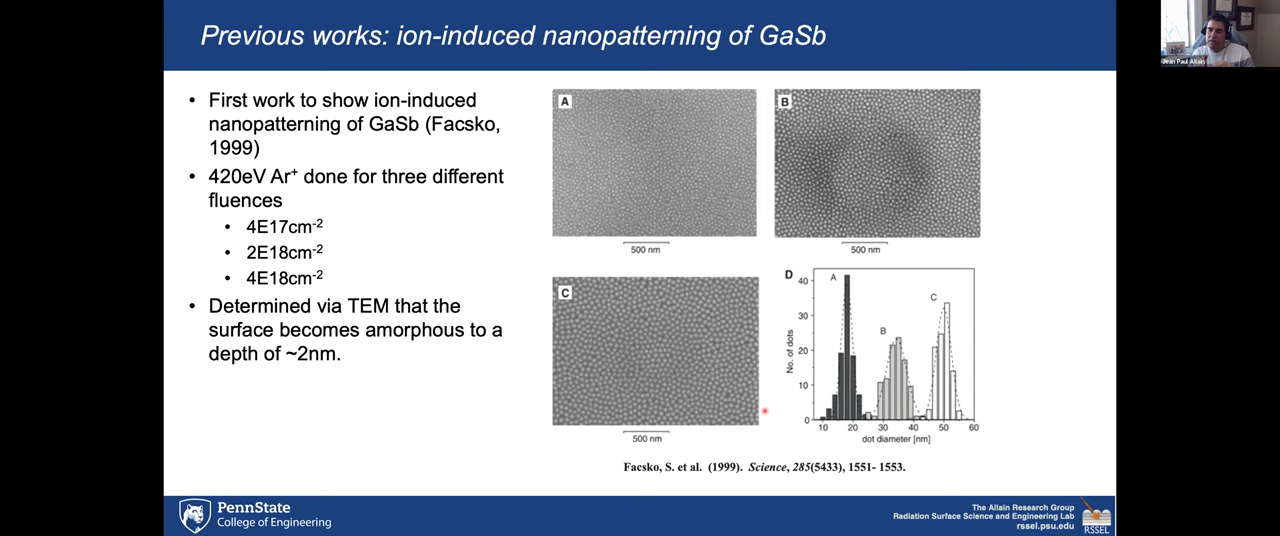 Previous works: ion-induced nanopatterning of GaSb
Jean Paul Allain
• First work to show ion-induced
nanopatterning of GaSb (Facsko,
1999)
• 420eV Ar⁺ done for three different
fluences
• 4E17cm⁻²
• 2E18cm⁻²
• 4E18cm⁻²
• Determined via TEM that the
surface becomes amorphous to a
depth of ~2nm.
A
500 nm
B
500 nm
C
500 nm
D
A
B
C
No. of dots
40
30
20
10
0
10 20 30 40 50 60
dot diameter [nm]
Facsko, S. et al. (1999). Science, 285(5433), 1551- 1553.
PennState
College of Engineering
The Allain Research Group
Radiation Surface Science and Engineering Lab
rssel.psu.edu
RSSEL